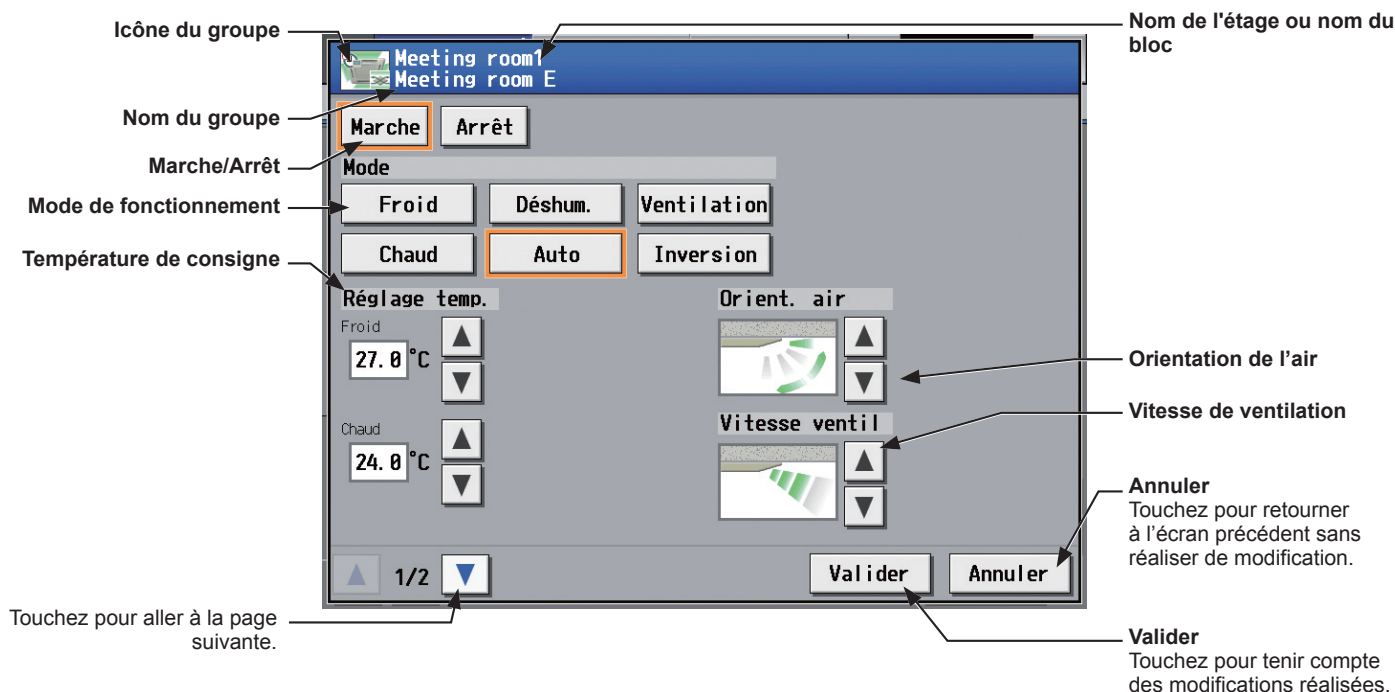 Icône du groupe
Nom de l'étage ou nom du
bloc
Meeting room1
Meeting room E
Nom du groupe
Marche Arrêt
Marche/Arrêt
Mode
Mode de fonctionnement
Froid Déshum. Ventilation
Chaud Auto Inversion
Température de consigne
Réglage temp.
Orient. air
Froid
27.0 °C
Orientation de l’air
Vitesse de ventilation
Vitesse ventil
Chaud
24.0 °C
Annuler
Touchez pour retourner
à l’écran précédent sans
réaliser de modification.
1/2
Valider Annuler
Touchez pour aller à la page
suivante.
Valider
Touchez pour tenir compte
des modifications réalisées.